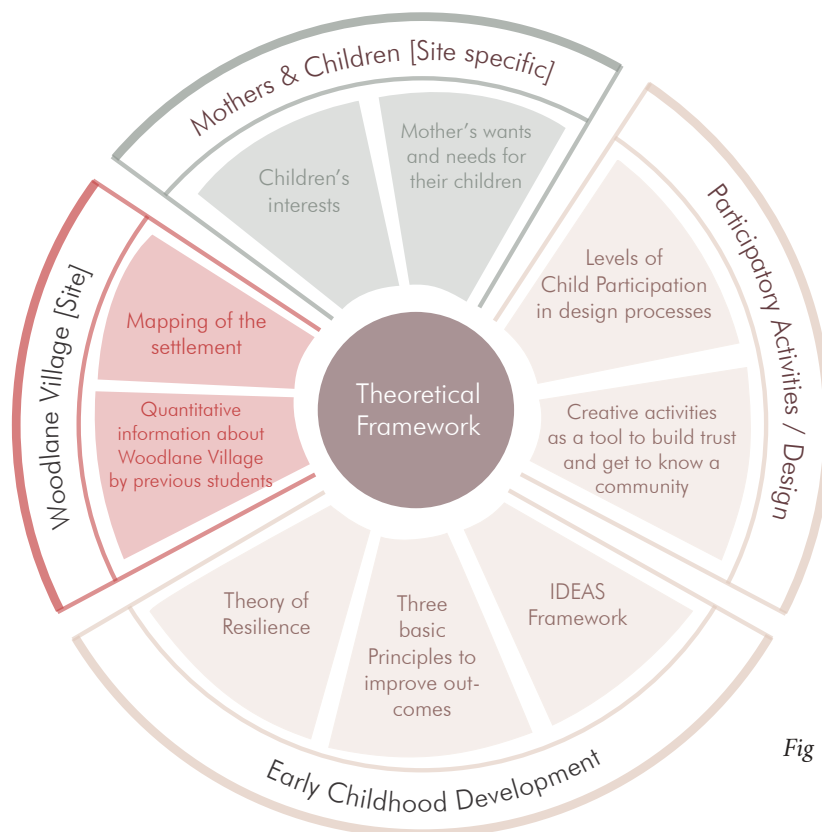 Mothers & Children [Site specific]
Children's
interests
Mother's wants
and needs for
their children
Participatory Activities / Design
Levels of
Child Participation
in design processes
Creative activities
as a tool to build trust
and get to know a
community
Woodlane Village [Site]
Mapping of the
settlement
Quantitative
information about
Woodlane Village
by previous students
Theoretical
Framework
Theory of
Resilience
Three
basic
Principles to
improve out-
comes
IDEAS
Framework
Early Childhood Development
Fig